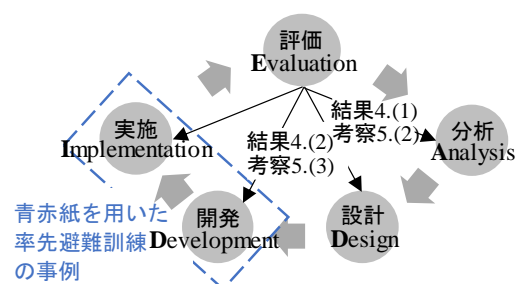 評価
Evaluation
結果4.(1)
考察5.(2)
分析
Analysis
実施
Implementation
結果4.(2)
考察5.(3)
設計
Design
開発
Development
青赤紙を用いた
率先避難訓練
の事例